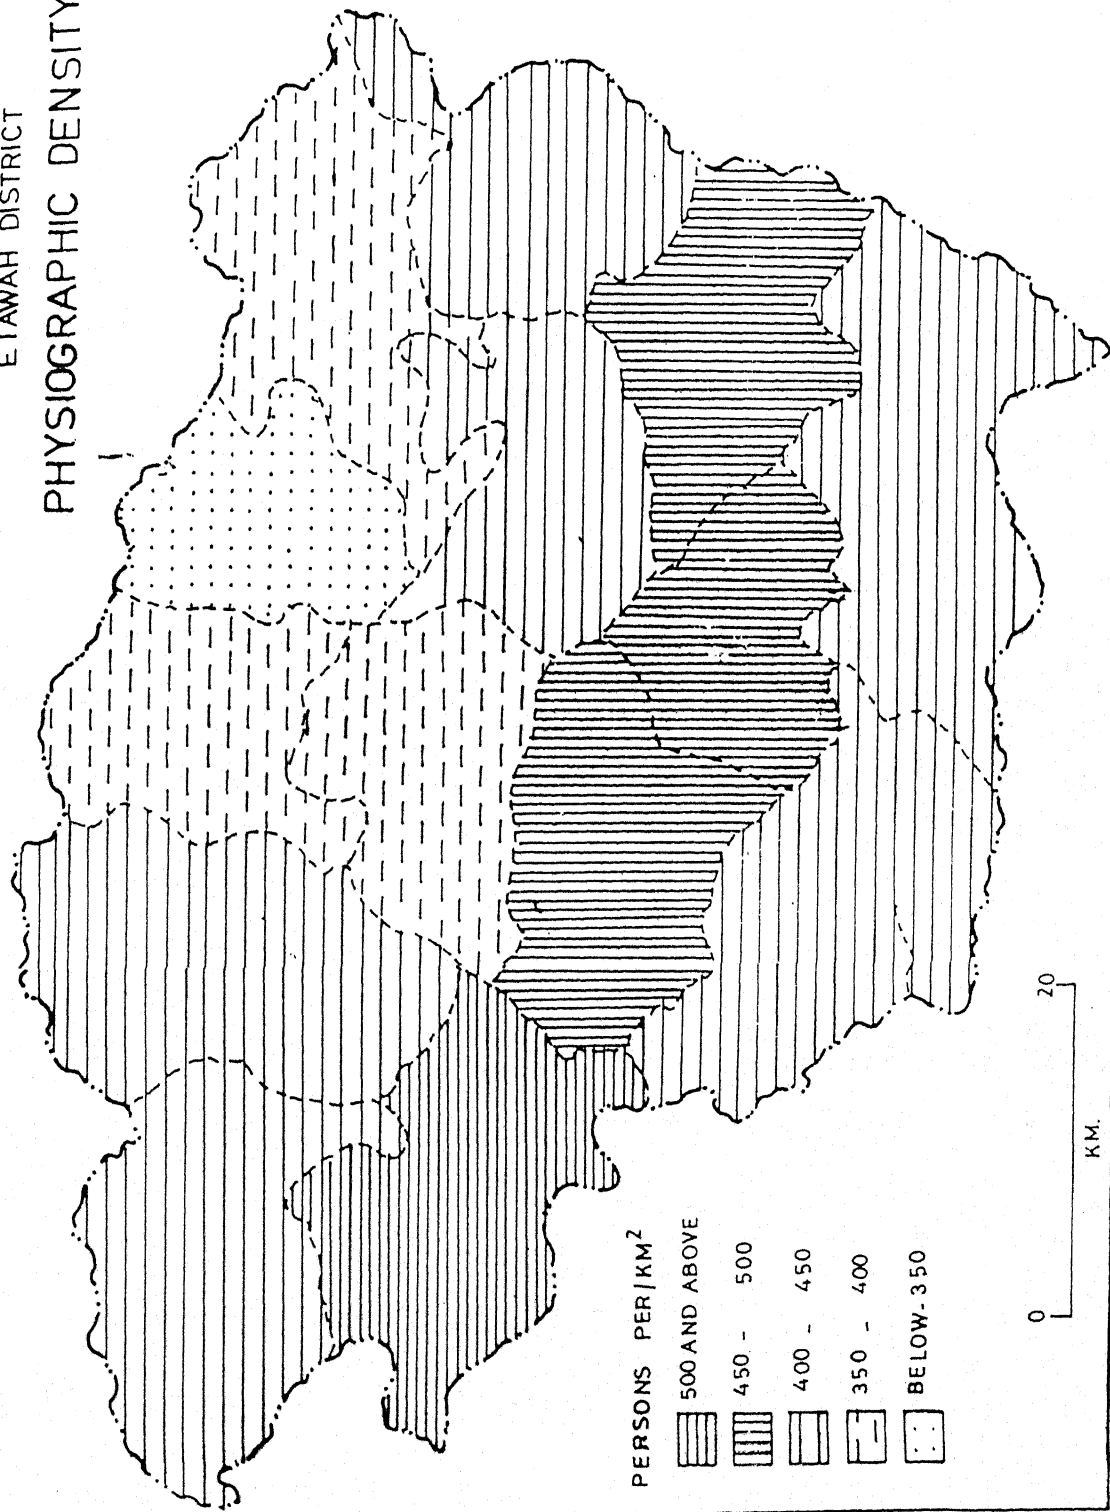 ETAWAH DISTRICT
PHYSIOGRAPHIC DENSITY
PERSONS PER/KM²
500 AND ABOVE
450 - 500
400 - 450
350 - 400
BELOW-350
0 20
KM.